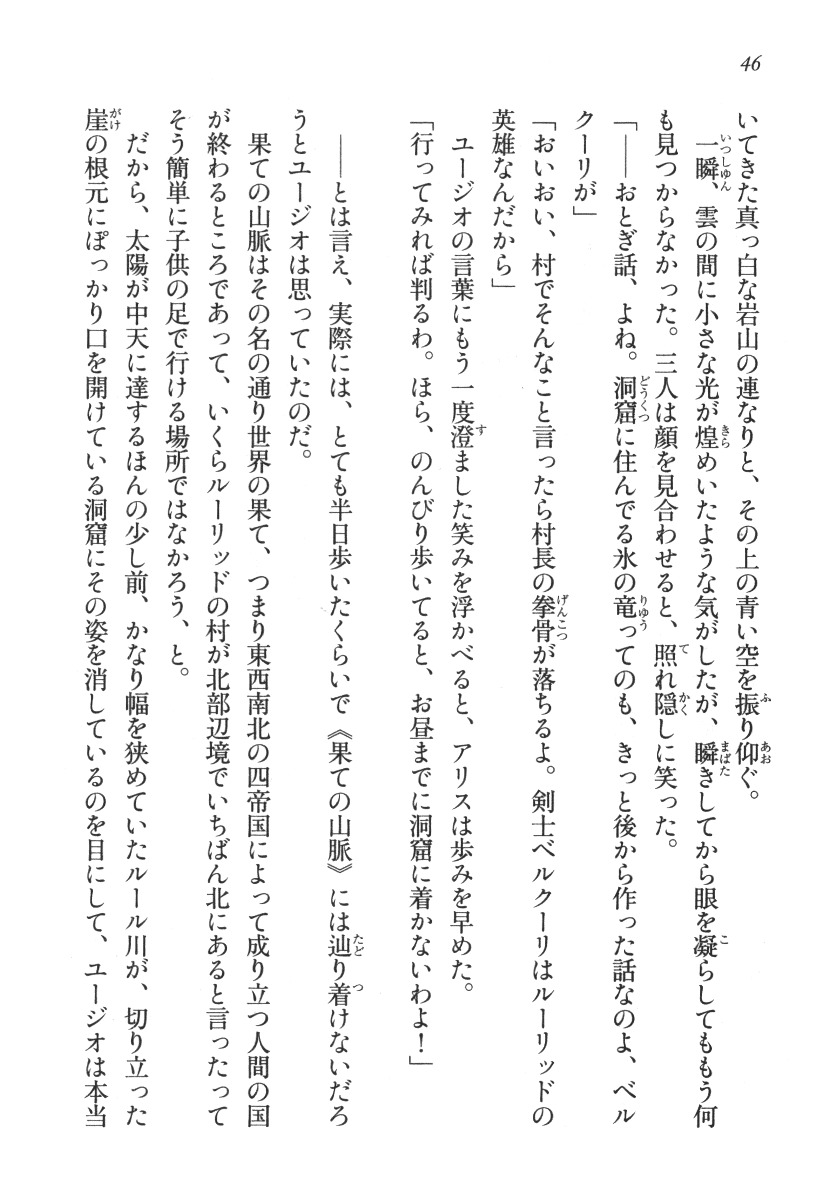 46
いてきた真っ白な岩山の連なりと、その上の青い空を振り仰ぐ。
一瞬、雲の間に小さな光が煌めいたような気がしたが、瞬きしてから眼を凝らしてももう何
も見つからなかった。三人は顔を見合わせると、照れ隠しに笑った。
「――おとぎ話、よね。洞窟に住んでる氷の竜ってのも、きっと後から作った話なのよ、ベル
クーリが」
「おいおい、村でそんなこと言ったら村長の拳骨が落ちるよ。剣士ベルクーリはルーリッドの
英雄なんだから」
ユージオの言葉にもう一度澄ました笑みを浮かべると、アリスは歩みを早めた。
「行ってみれば判るわ。ほら、のんびり歩いてると、お昼までに洞窟に着かないわよ！」
――とは言え、実際には、とても半日歩いたくらいで《果ての山脈》には辿り着けないだろ
うとユージオは思っていたのだ。
果ての山脈はその名の通り世界の果て、つまり東西南北の四帝国によって成り立つ人間の国
が終わるところであって、いくらルーリッドの村が北部辺境でいちばん北にあると言ったって
そう簡単に子供の足で行ける場所ではなかろう、と。
だから、太陽が中天に達するほんの少し前、かなり幅を狭めていたルール川が、切り立った
崖の根元にぽっかり口を開けている洞窟にその姿を消しているのを目にして、ユージオは本当